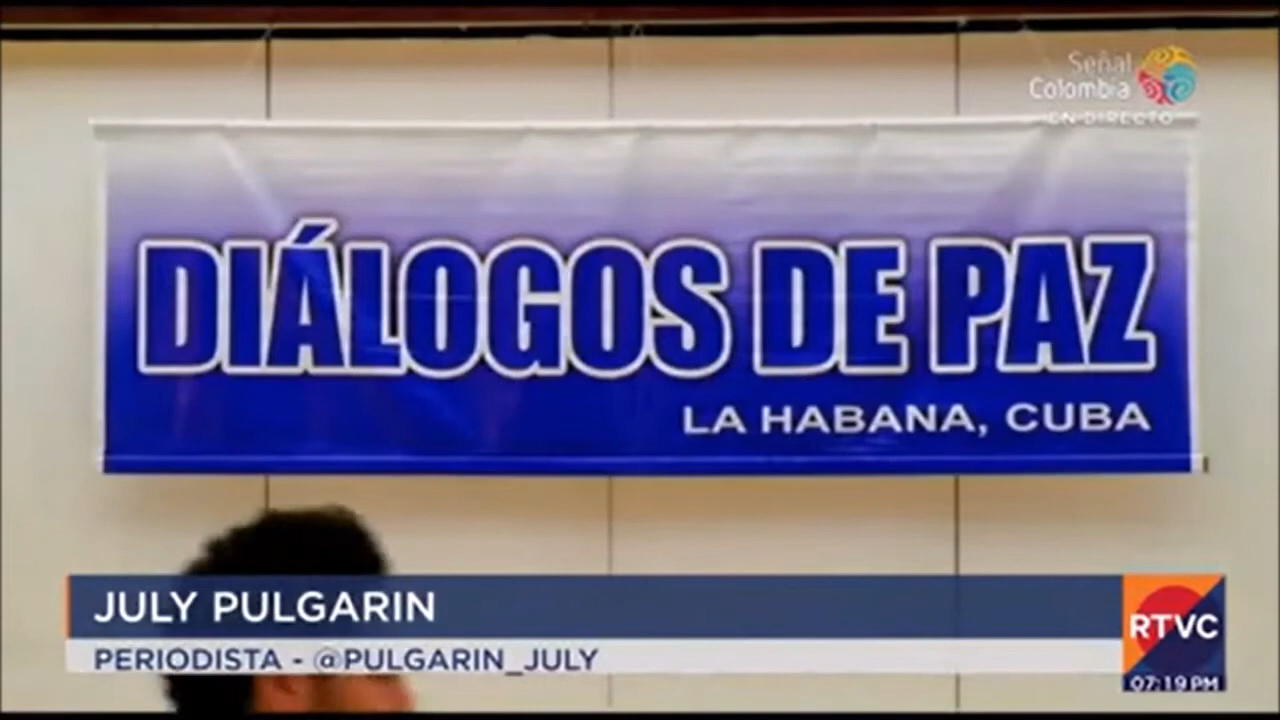 Señal
Colombia
EN DIRECTO
DIÁLOGOS DE PAZ
LA HABANA, CUBA
JULY PULGARIN
PERIODISTA - @PULGARIN_JULY
RTVC
07:19 PM